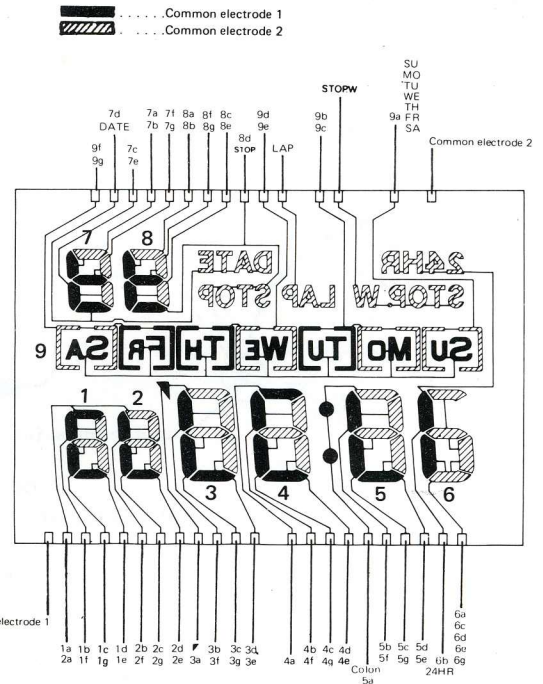 . . . . . .Common electrode 1
. . . . .Common electrode 2
SU
MO
TU
WE
TH
FR
SA
STOPW
7d
DATE
7a
7b
7f
7g
8a
8b
8f
8g
8c
8e
8d
STOP
9d
9e
LAP
9b
9c
9a
Common electrode 2
9f
9g
7c
7e
7
8
DATE
24HR
STOP
LAP
STOP.W
9
SA
FR
TH
WE
TU
MO
SU
1
2
3
4
5
6
electrode 1
1a
2a
1b
1f
1c
1g
1d
1e
2b
2f
2c
2g
2d
2e
3a
3b
3f
3c
3g
3d
3e
4a
4b
4f
4c
4g
4d
4e
Colon
5a
5b
5f
5c
5g
5d
5e
6b
24HR
6a
6c
6d
6e
6g